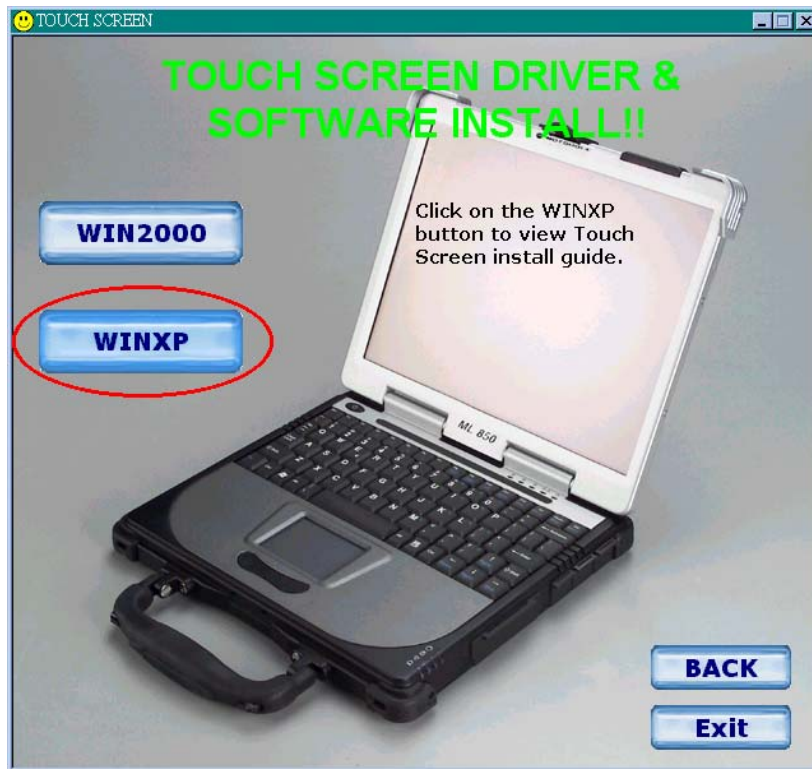 TOUCH SCREEN
TOUCH SCREEN DRIVER &
SOFTWARE INSTALL!!
WIN2000
Click on the WINXP
button to view Touch
Screen install guide.
WINXP
ML 850
BACK
Exit